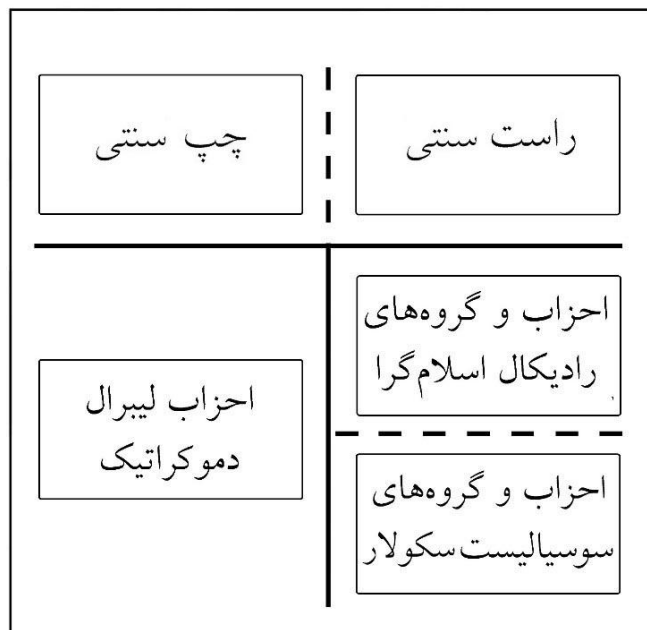 راست سنتی
چپ سنتی
احزاب و گروه‌های
رادیکال اسلام‌گرا
احزاب لیبرال
دموکراتیک
احزاب و گروه‌های
سوسیالیست سکولار